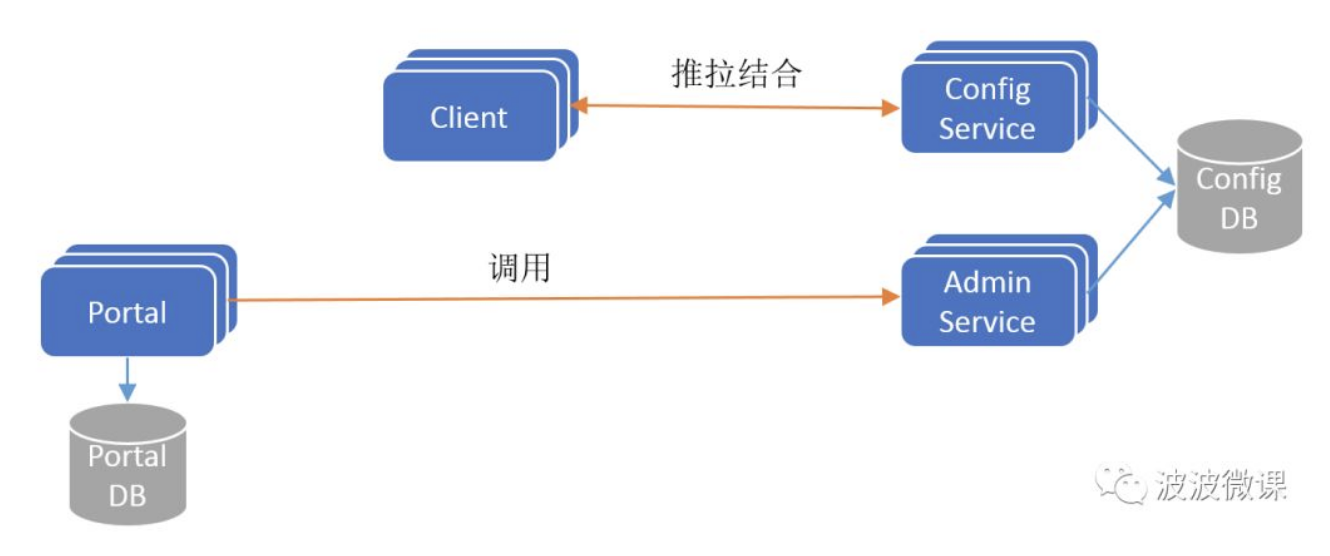 推拉结合
Client
Config
Service
Config
DB
调用
Portal
Admin
Service
Portal
DB
波波微课